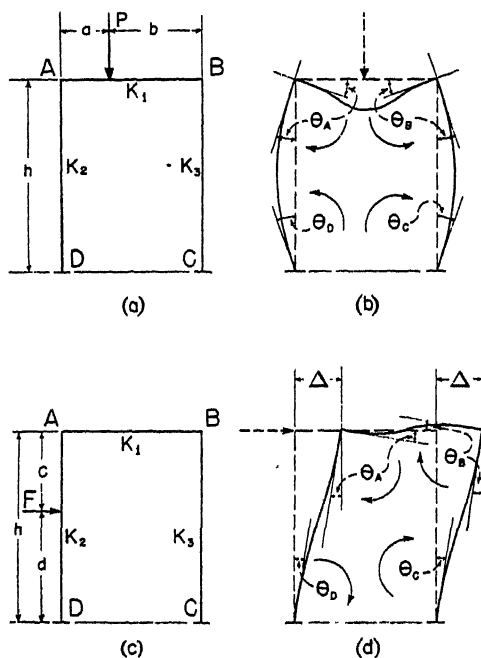 a b
P
A B
K₁
h K₂ K₃
D C
(a)
θA θB
θD θC
(b)
A B
K₁
c
F
h K₂ K₃
d
D C
(c)
Δ Δ
θA θB
θD θC
(d)